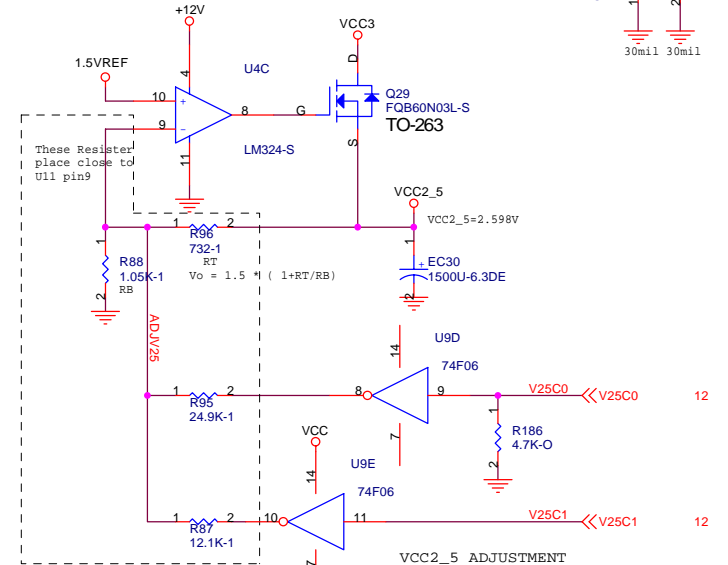 +12V
VCC3
1.5VREF
30mil 30mil
4
U4C
D
10
+
8
G
Q29
FQB60N03L-S
TO-263
9
-
LM324-S
S
11
These Resister
place close to
U11 pin9
VCC2_5
VCC2_5=2.598V
1
R96
2
732-1
RT
Vo = 1.5 * ( 1+RT/RB)
1
R88
1.05K-1
RB
2
1
+
EC30
1500U-6.3DE
2
ADJV25
U9D
14
74F06
1
R95
2
24.9K-1
8
9
V25C0
V25C0
12
7
1
R186
4.7K-O
2
VCC
U9E
14
74F06
1
R87
2
12.1K-1
10
11
V25C1
V25C1
12
7
VCC2_5 ADJUSTMENT